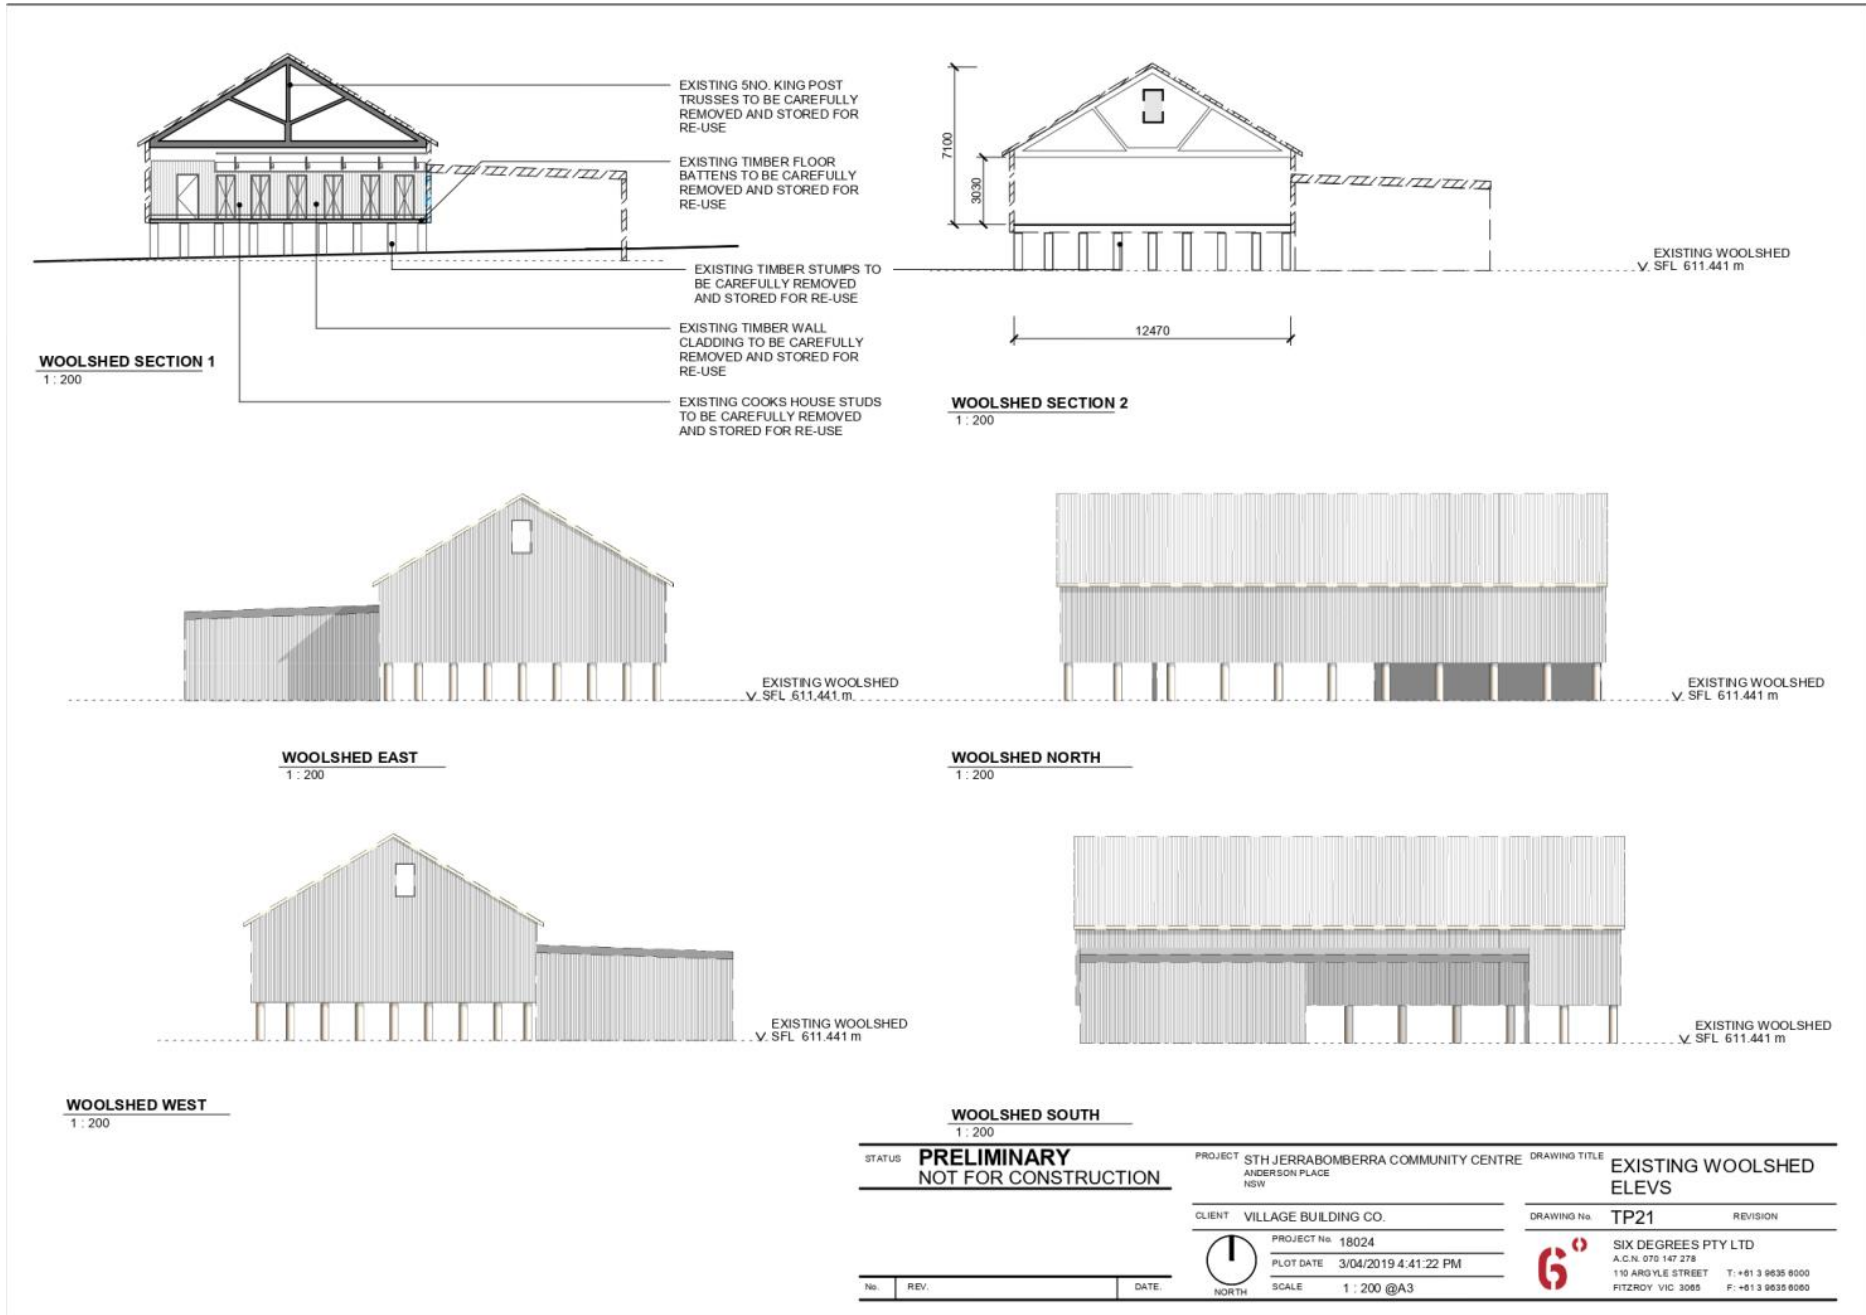 EXISTING 5NO. KING POST
TRUSSES TO BE CAREFULLY
REMOVED AND STORED FOR
RE-USE
EXISTING TIMBER FLOOR
BATTENS TO BE CAREFULLY
REMOVED AND STORED FOR
RE-USE
EXISTING TIMBER STUMPS TO
BE CAREFULLY REMOVED
AND STORED FOR RE-USE
EXISTING TIMBER WALL
CLADDING TO BE CAREFULLY
REMOVED AND STORED FOR
RE-USE
EXISTING COOKS HOUSE STUDS
TO BE CAREFULLY REMOVED
AND STORED FOR RE-USE
WOOLSHED SECTION 1
1 : 200
7100
3030
12470
EXISTING WOOLSHED
SFL 611.441 m
WOOLSHED SECTION 2
1 : 200
EXISTING WOOLSHED
SFL 611.441 m
WOOLSHED EAST
1 : 200
EXISTING WOOLSHED
SFL 611.441 m
WOOLSHED NORTH
1 : 200
EXISTING WOOLSHED
SFL 611.441 m
WOOLSHED WEST
1 : 200
EXISTING WOOLSHED
SFL 611.441 m
WOOLSHED SOUTH
1 : 200
STATUS PRELIMINARY
NOT FOR CONSTRUCTION
No. REV. DATE.
PROJECT STH JERRABOMBERRA COMMUNITY CENTRE
ANDERSON PLACE
NSW
CLIENT VILLAGE BUILDING CO.
PROJECT No. 18024
PLOT DATE 3/04/2019 4:41:22 PM
SCALE 1 : 200 @A3
NORTH
DRAWING TITLE EXISTING WOOLSHED
ELEVS
DRAWING No. TP21 REVISION
6°
SIX DEGREES PTY LTD
A.C.N. 070 147 278
110 ARGYLE STREET T: +61 3 9635 6000
FITZROY VIC 3065 F: +61 3 9635 6060